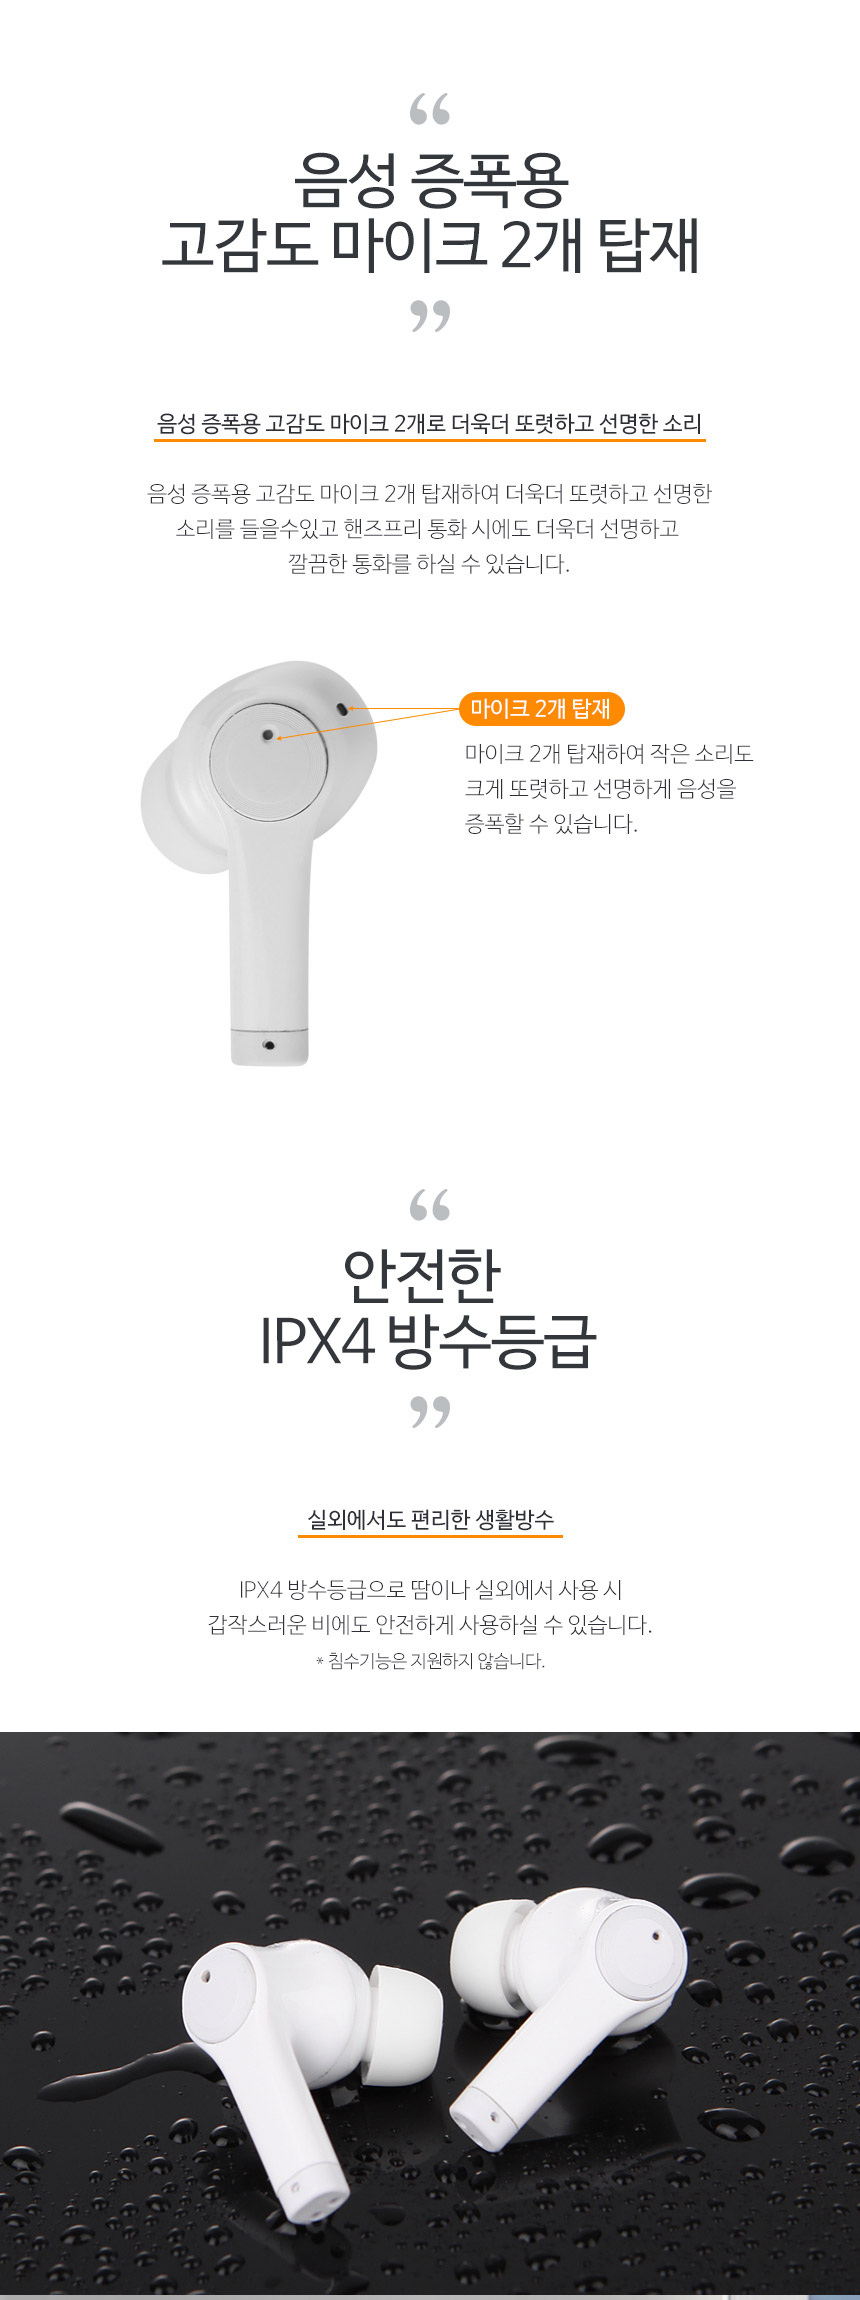 “
음성 증폭용
고감도 마이크 2개 탑재
”
음성 증폭용 고감도 마이크 2개로 더욱더 또렷하고 선명한 소리
음성 증폭용 고감도 마이크 2개 탑재하여 더욱더 또렷하고 선명한
소리를 들을수있고 핸즈프리 통화 시에도 더욱더 선명하고
깔끔한 통화를 하실 수 있습니다.
마이크 2개 탑재
마이크 2개 탑재하여 작은 소리도
크게 또렷하고 선명하게 음성을
증폭할 수 있습니다.
“
안전한
IPX4 방수등급
”
실외에서도 편리한 생활방수
IPX4 방수등급으로 땀이나 실외에서 사용 시
갑작스러운 비에도 안전하게 사용하실 수 있습니다.
* 침수기능은 지원하지 않습니다.